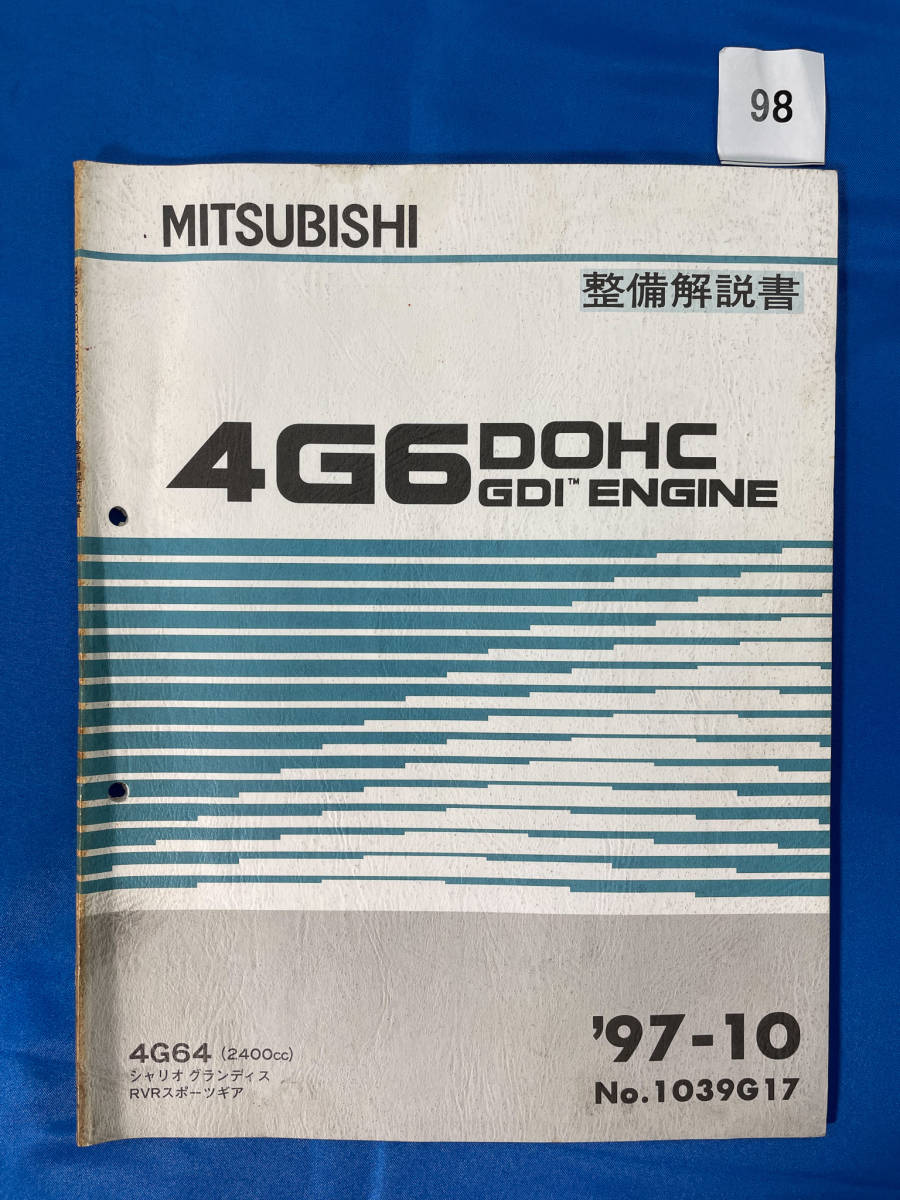 98
MITSUBISHI
整備解説書
4G6 DOHC
GDI™ ENGINE
'97-10
No.1039G17
4G64 (2400cc)
シャリオ グランディス
RVRスポーツギア